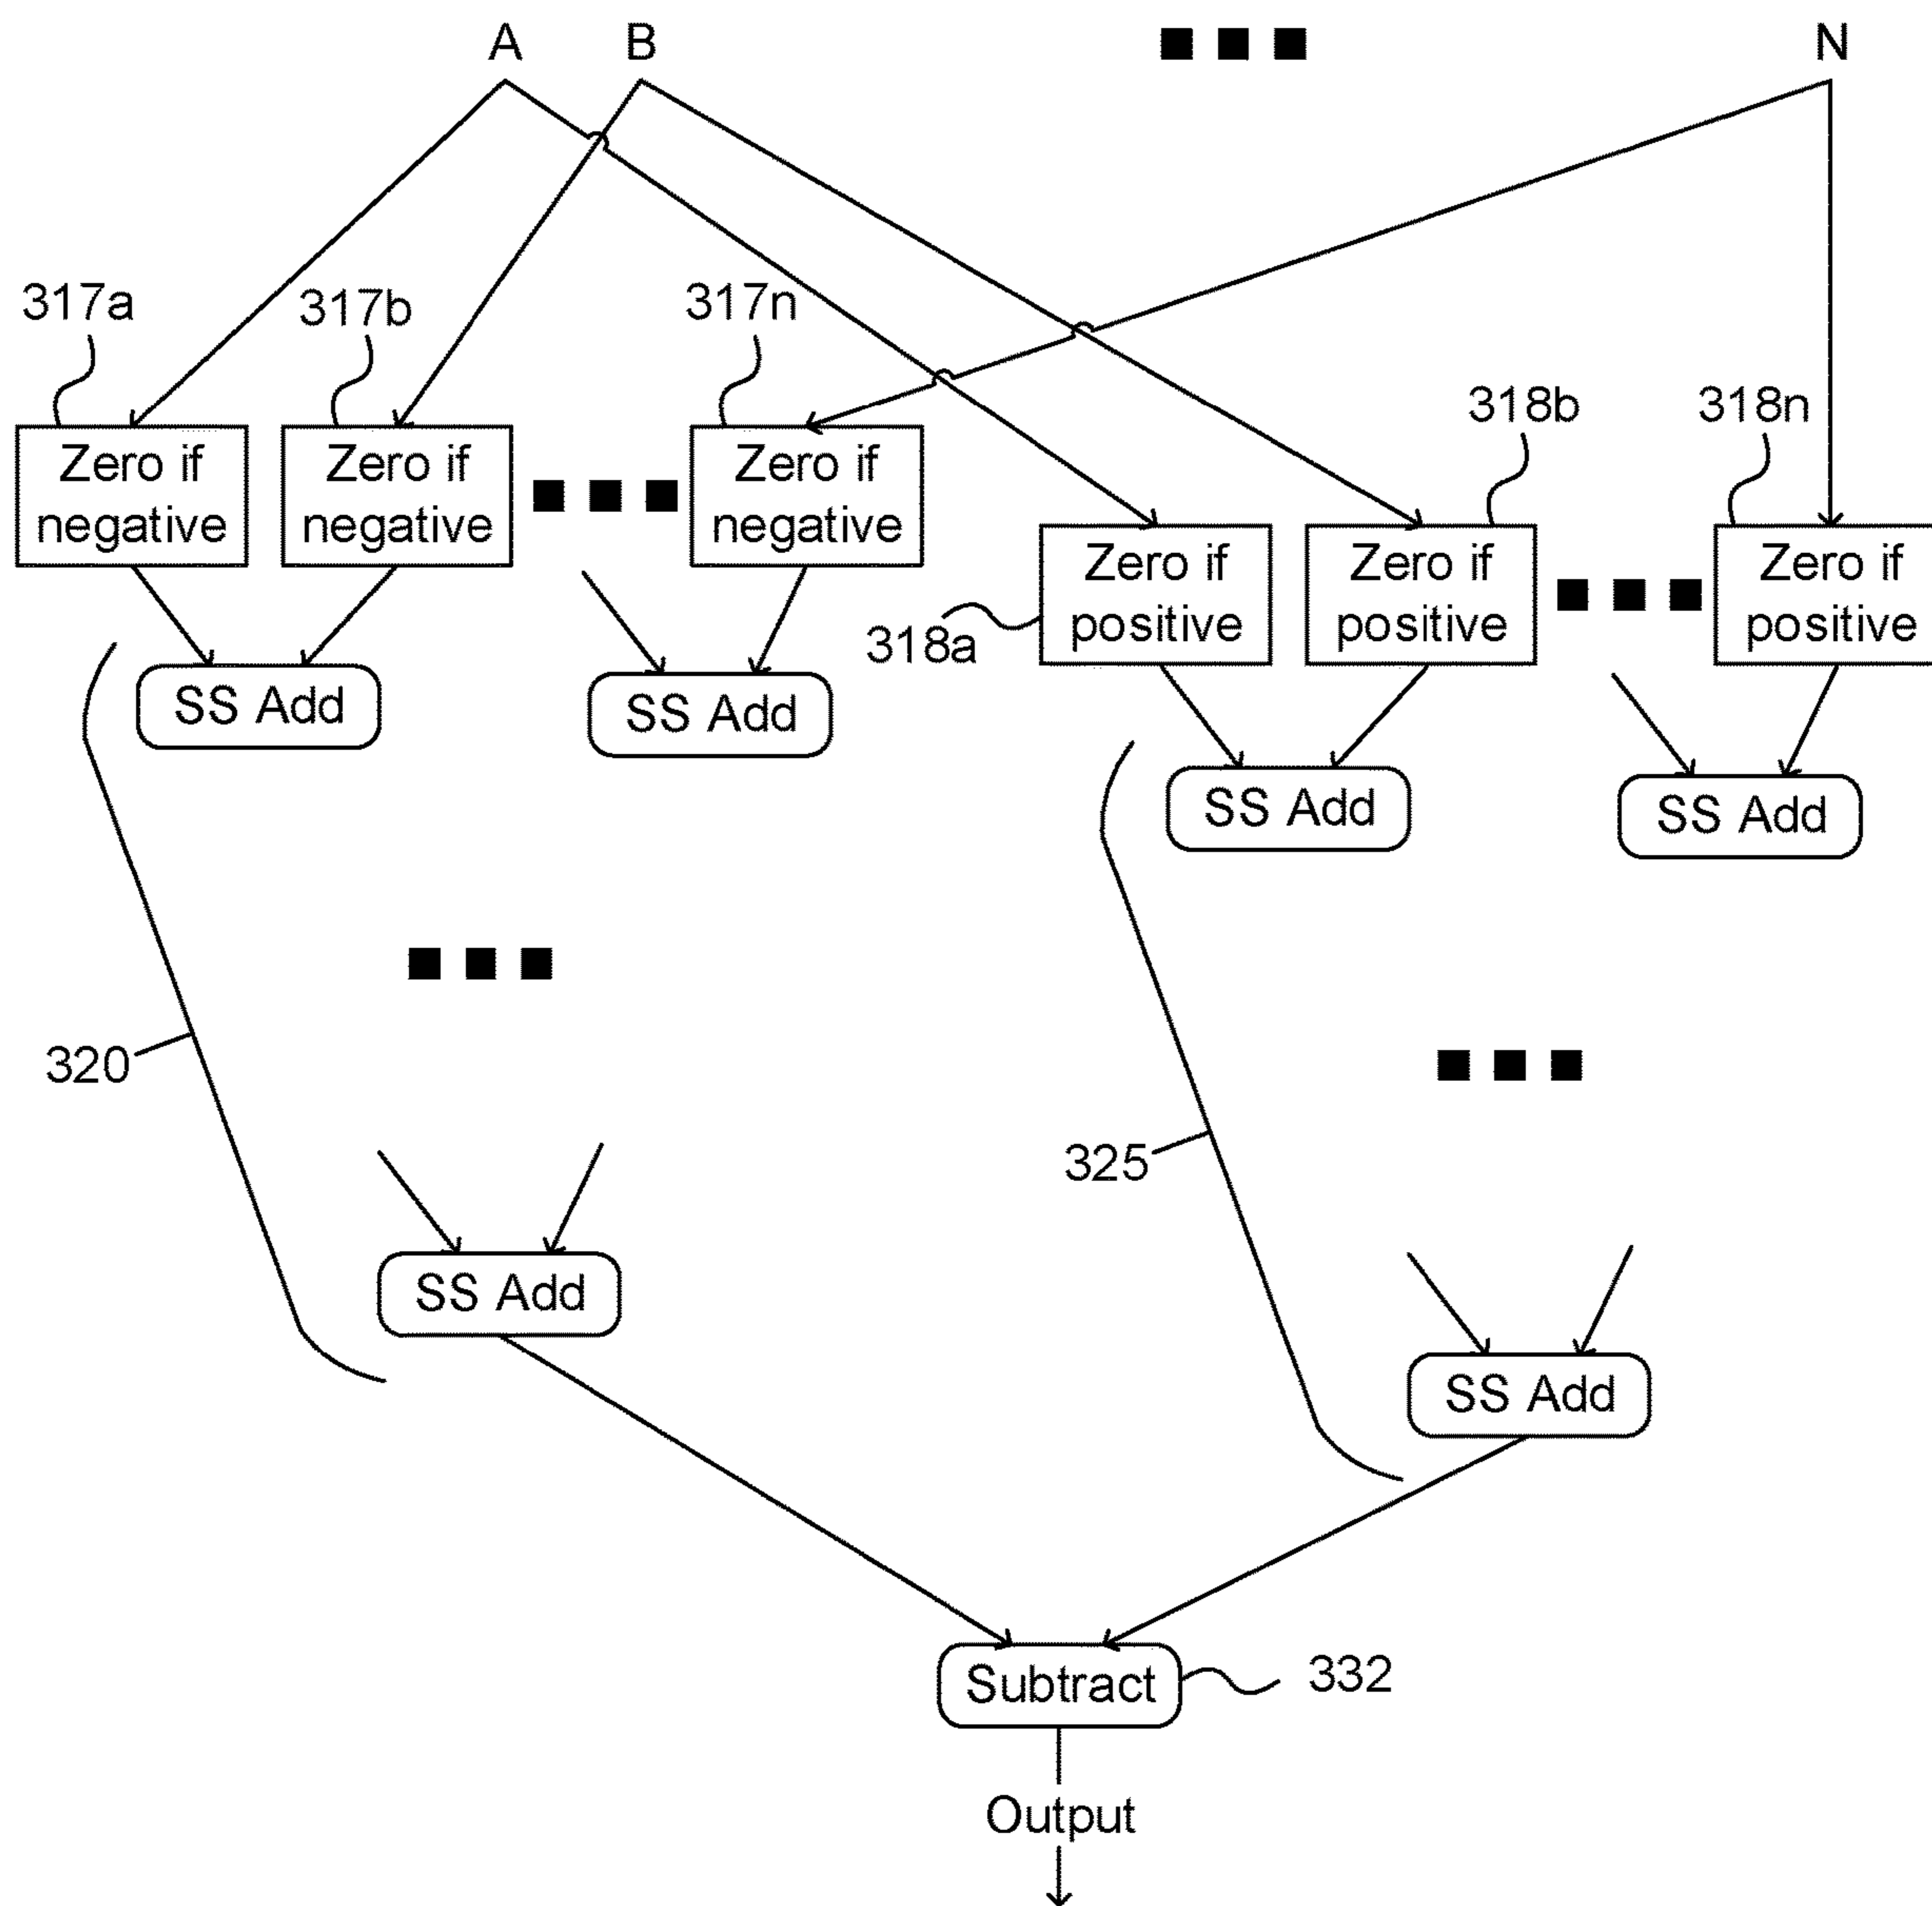 A
B
N
317a
317b
317n
318b
318n
Zero if
negative
Zero if
negative
Zero if
negative
Zero if
positive
Zero if
positive
Zero if
positive
318a
SS Add
SS Add
SS Add
SS Add
320
325
SS Add
SS Add
Subtract
332
Output